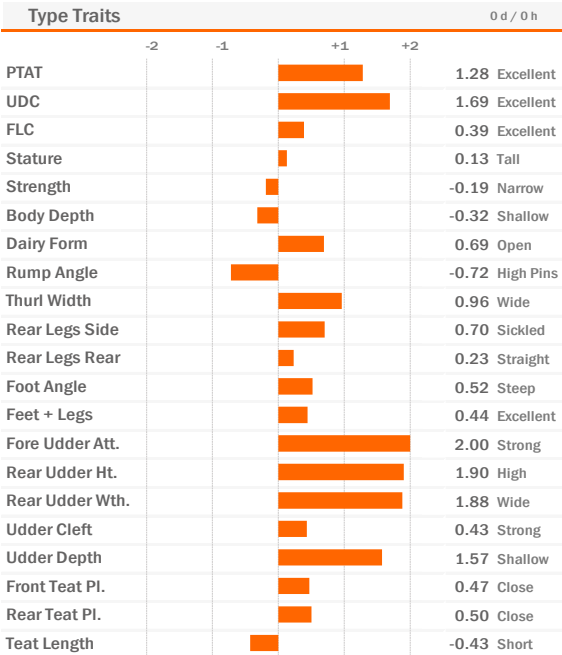 Type Traits 0 d / 0 h
-2 -1 +1 +2
PTAT 1.28 Excellent
UDC 1.69 Excellent
FLC 0.39 Excellent
Stature 0.13 Tall
Strength -0.19 Narrow
Body Depth -0.32 Shallow
Dairy Form 0.69 Open
Rump Angle -0.72 High Pins
Thurl Width 0.96 Wide
Rear Legs Side 0.70 Sickled
Rear Legs Rear 0.23 Straight
Foot Angle 0.52 Steep
Feet + Legs 0.44 Excellent
Fore Udder Att. 2.00 Strong
Rear Udder Ht. 1.90 High
Rear Udder Wth. 1.88 Wide
Udder Cleft 0.43 Strong
Udder Depth 1.57 Shallow
Front Teat Pl. 0.47 Close
Rear Teat Pl. 0.50 Close
Teat Length -0.43 Short